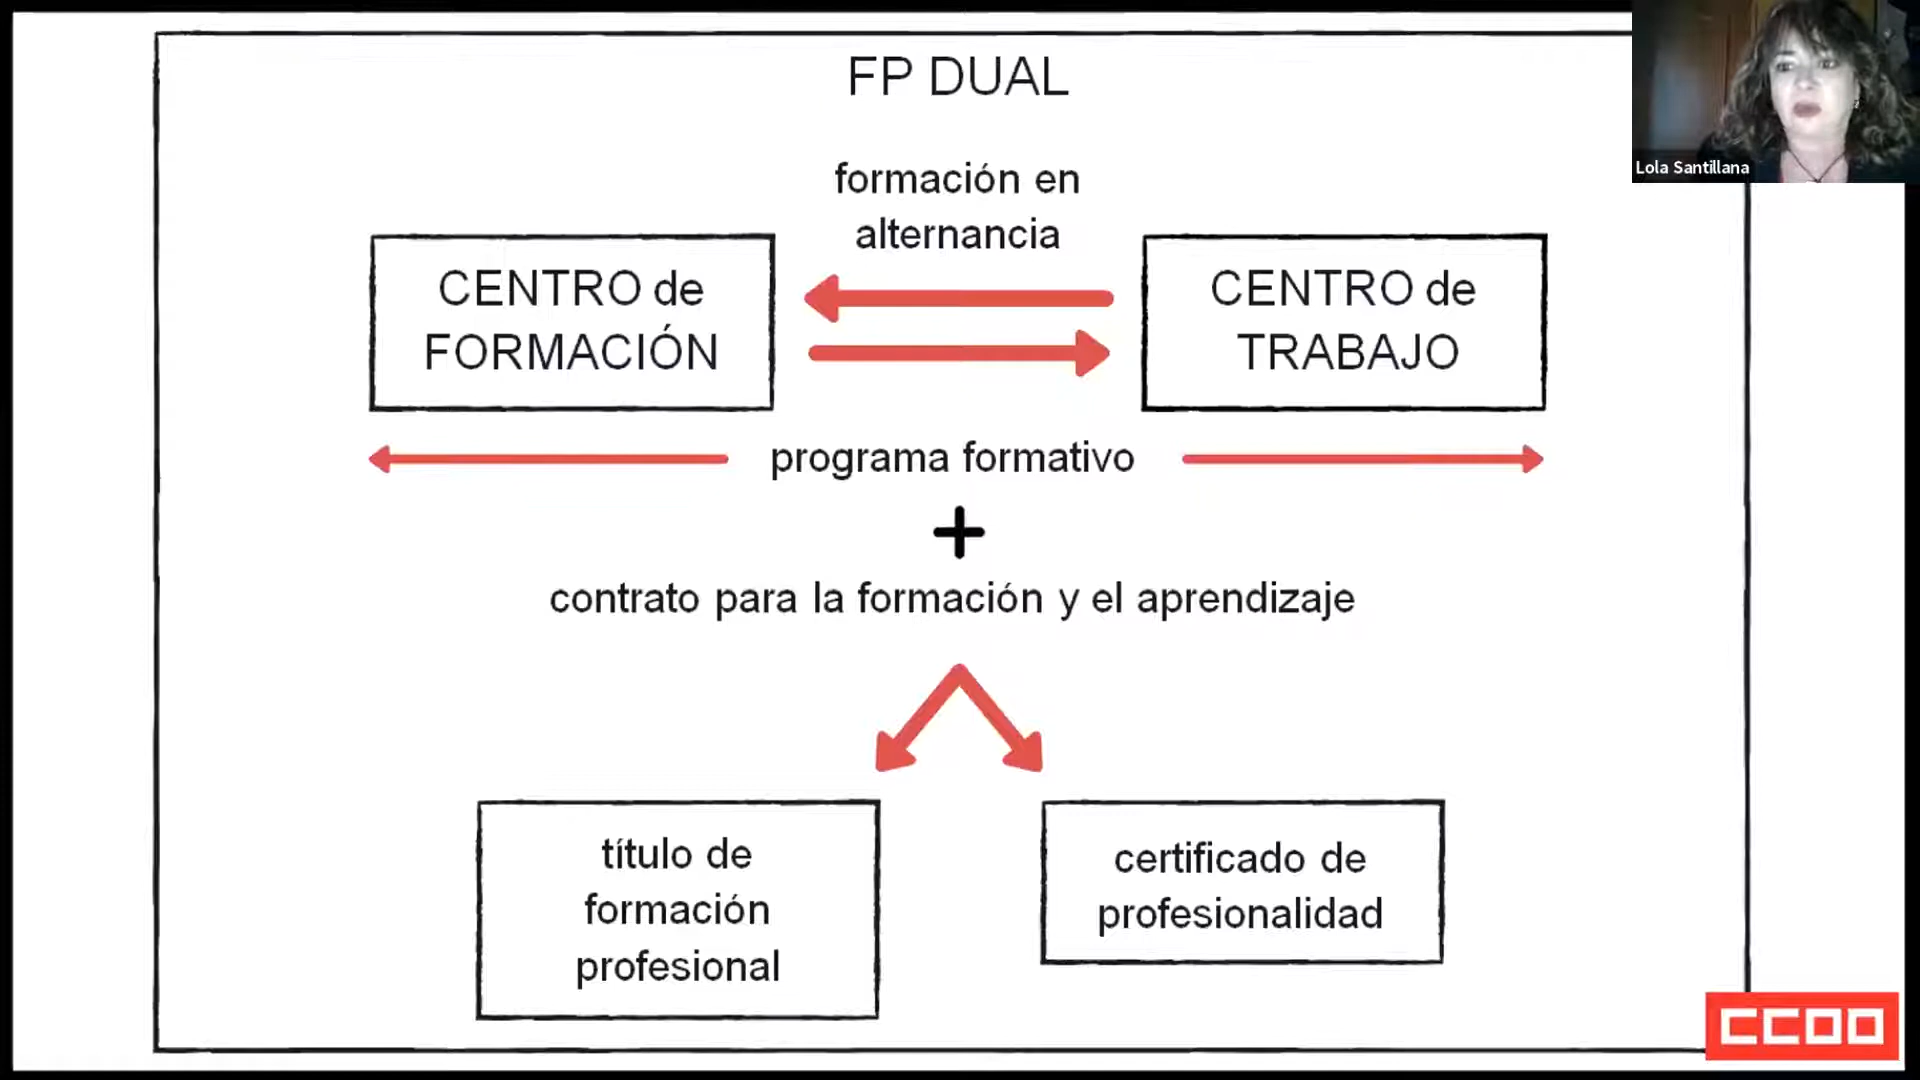 FP DUAL
Lola Santillana
formación en
alternancia
CENTRO de
FORMACIÓN
CENTRO de
TRABAJO
programa formativo
+
contrato para la formación y el aprendizaje
título de
formación
profesional
certificado de
profesionalidad
CCOO